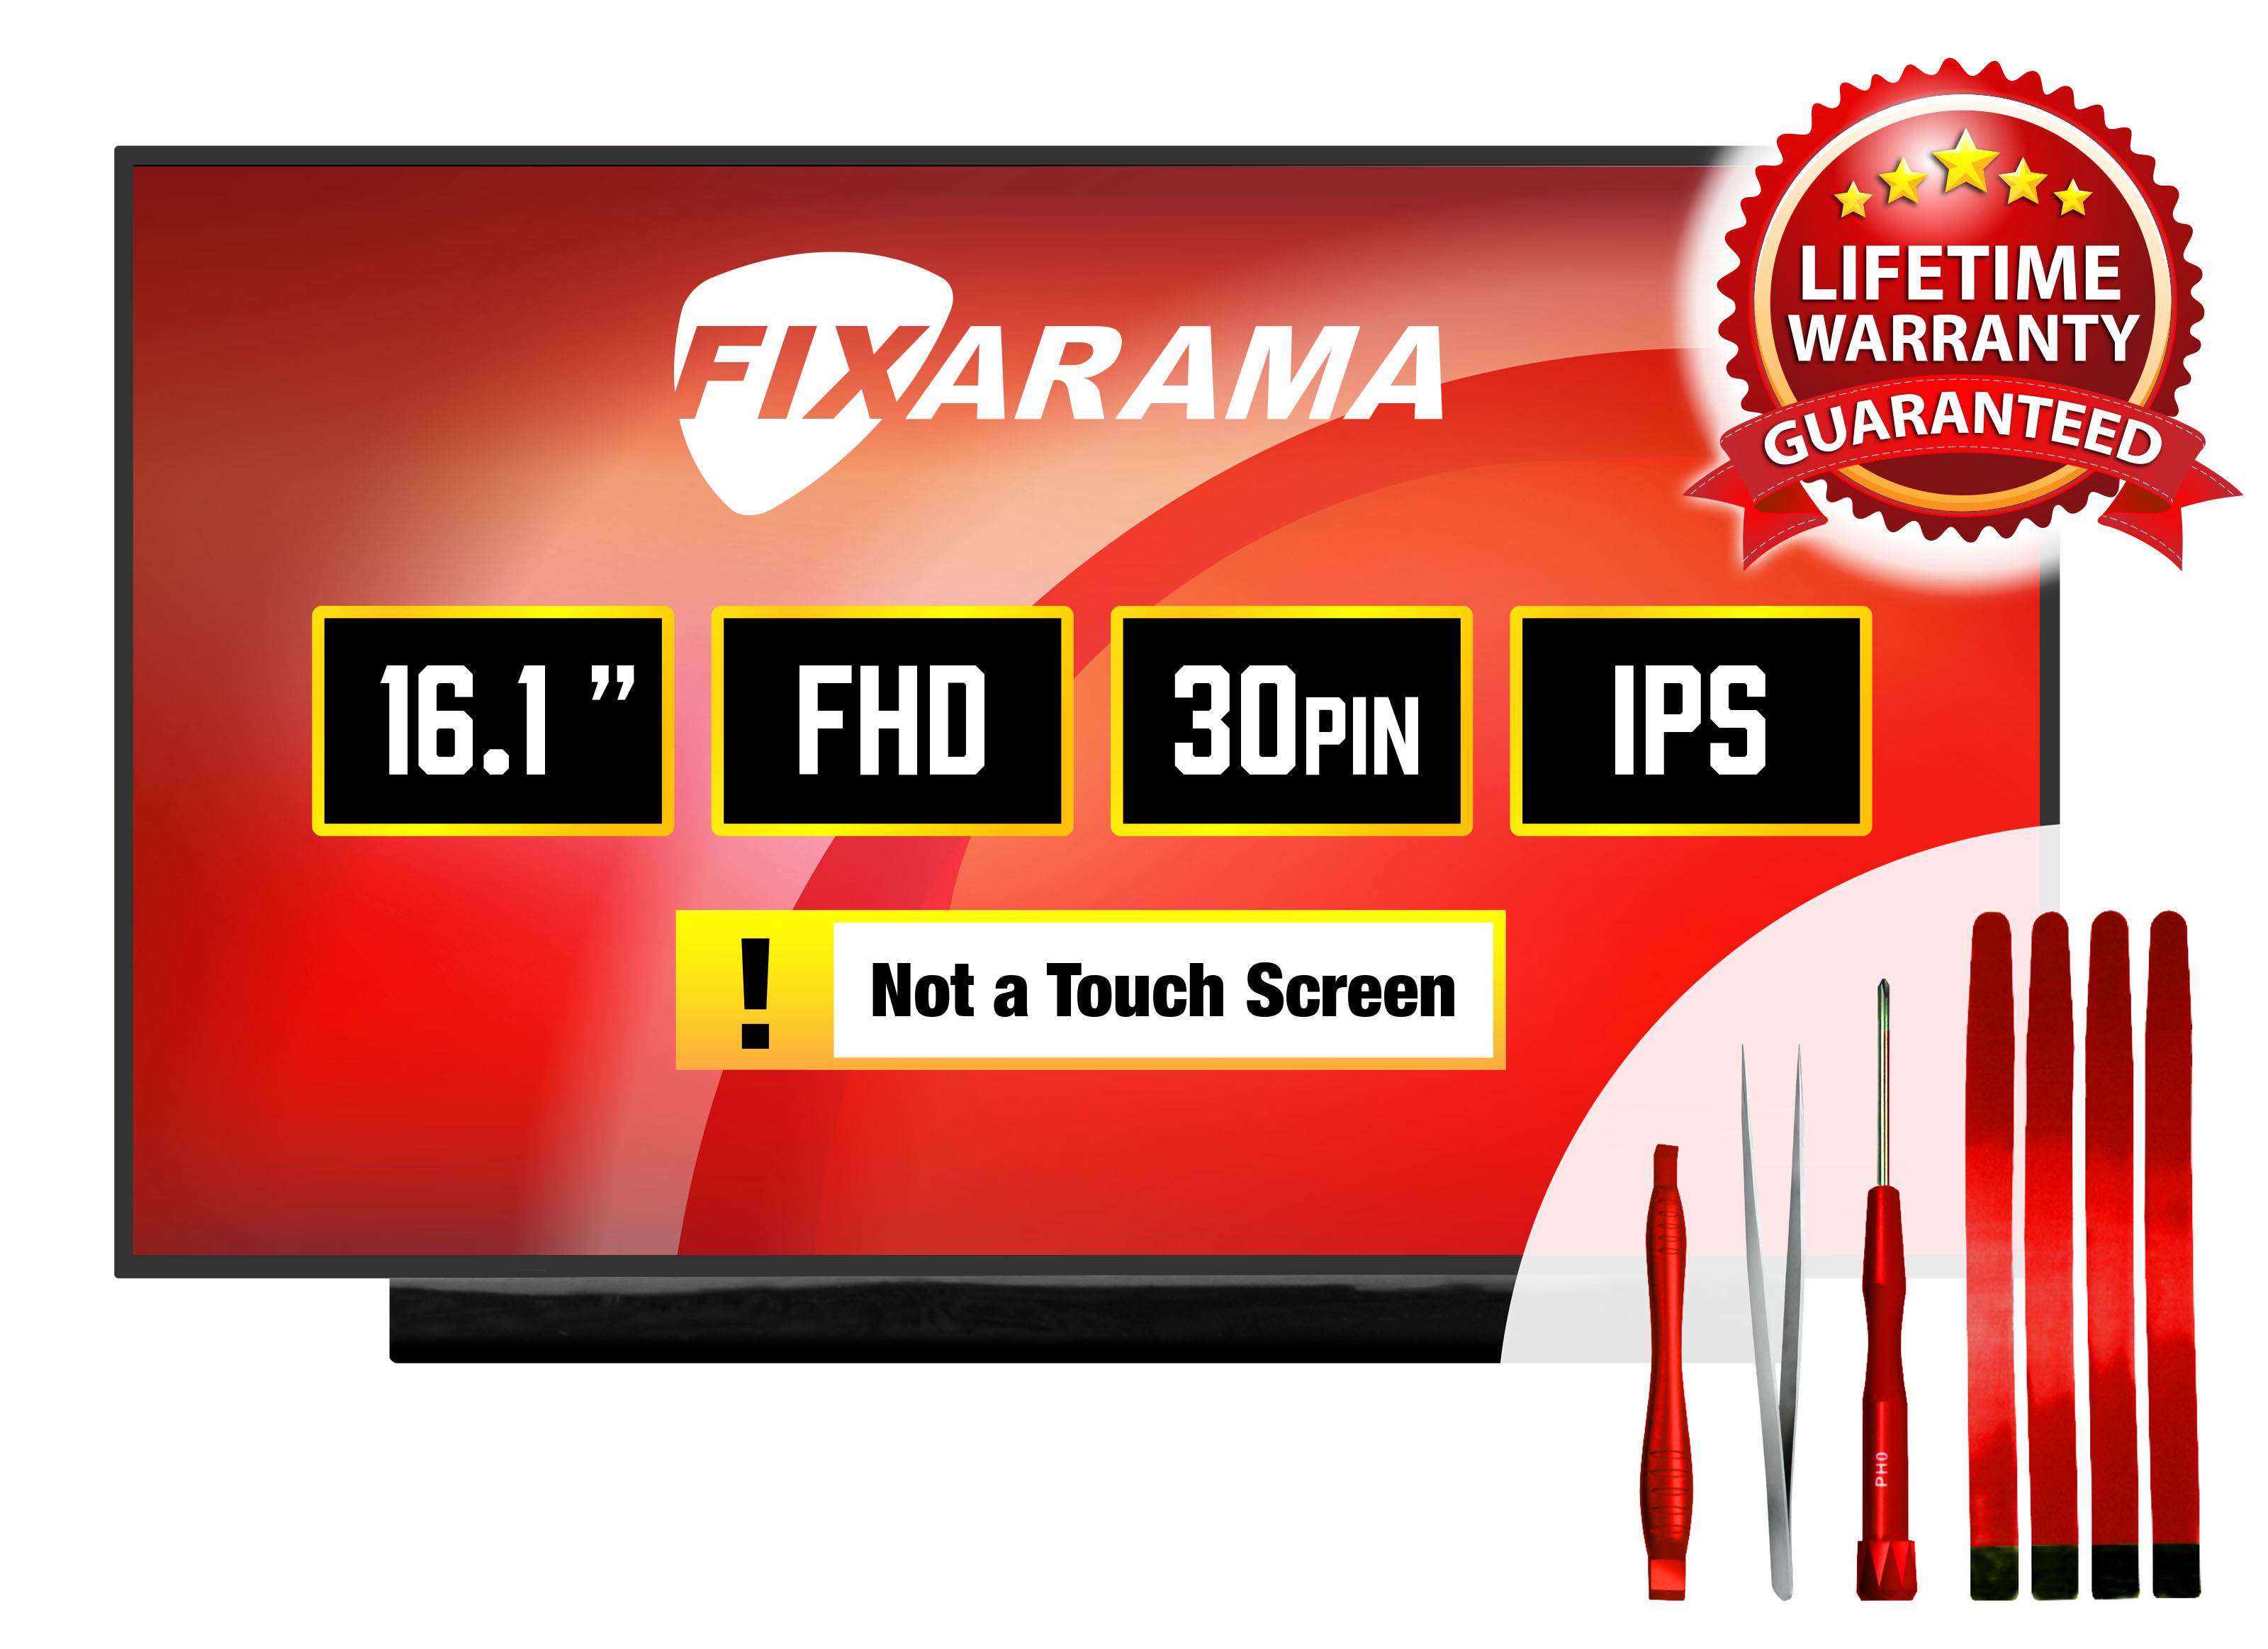 LIFETIME
WARRANTY
GUARANTEED
FIXARAMA
16.1 ”
FHD
30PIN
IPS
! Not a Touch Screen
PH0